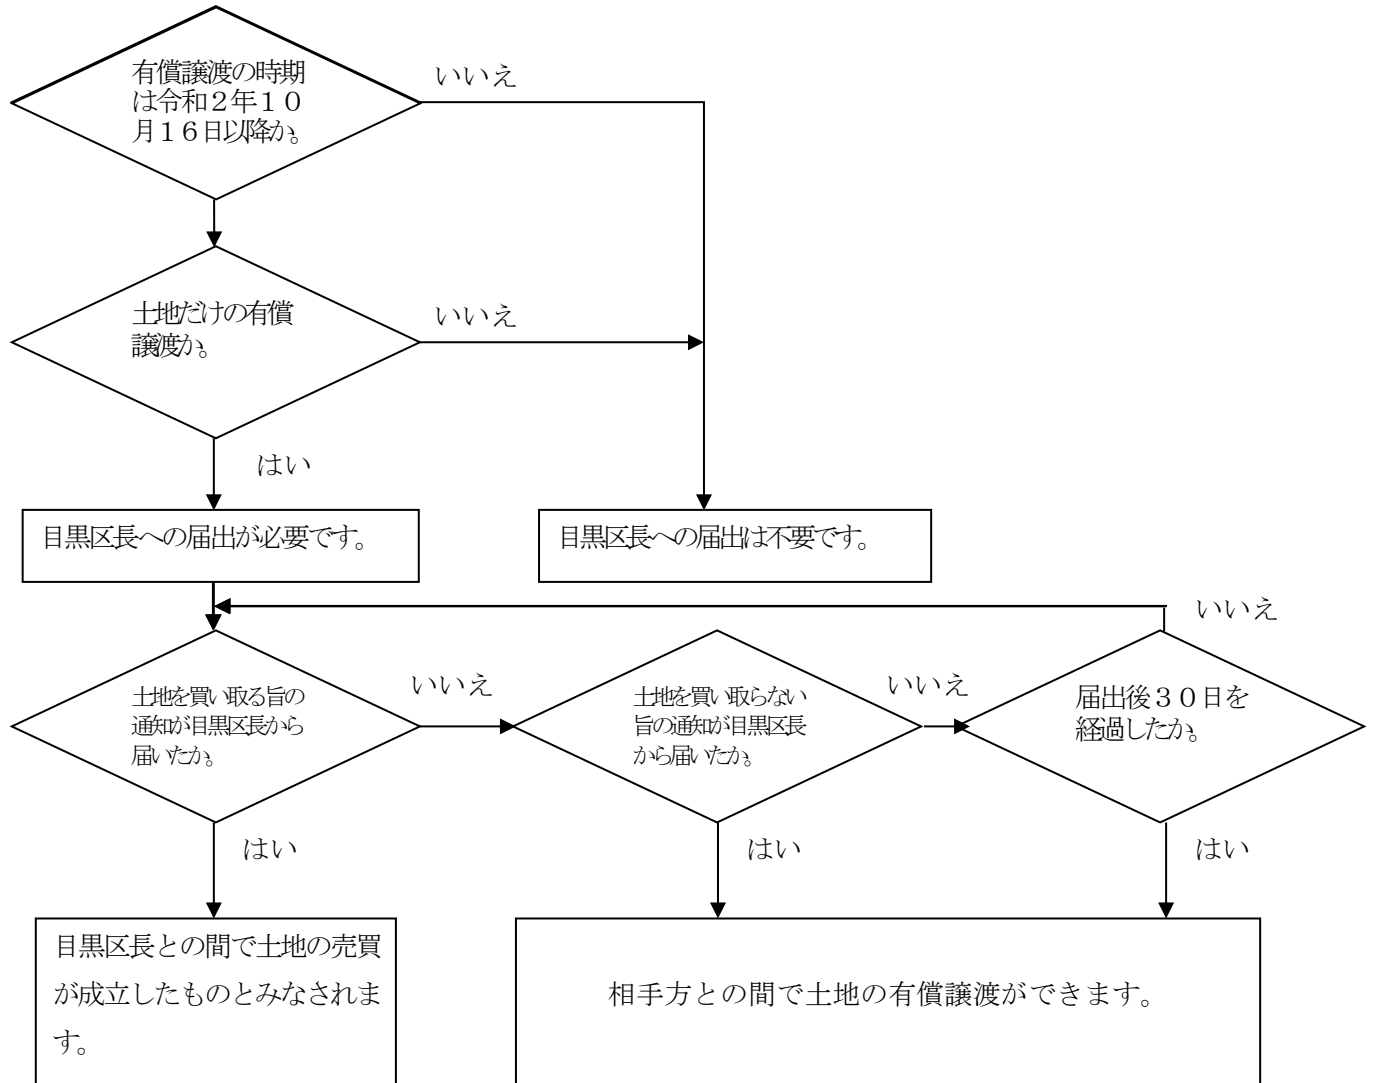 有償譲渡の時期
は令和２年１０
月１６日以降か。
いいえ
土地だけの有償
譲渡か。
いいえ
はい
目黒区長への届出が必要です。
目黒区長への届出は不要です。
いいえ
土地を買い取る旨の
通知が目黒区長から
届いたか。
いいえ
土地を買い取らない
旨の通知が目黒区長
から届いたか。
いいえ
届出後３０日を
経過したか。
はい
はい
はい
目黒区長との間で土地の売買
が成立したものとみなされま
す。
相手方との間で土地の有償譲渡ができます。